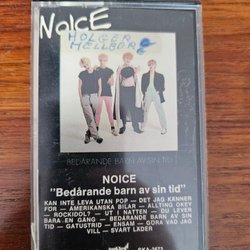 NOICE
HOLGER
HELLBORG
BEDÅRANDE BARN AV SIN TID
NOICE
"Bedårande barn av sin tid"
KAN INTE LEVA UTAN POP — DET JAG KÄNNER
FÖR — AMERIKANSKA BILAR — ALLTING OKEY
— ROCKIDOL? — UT I NATTEN — DU LEVER
BARA EN GÅNG — BEDÅRANDE BARN AV SIN
TID — GATUSTRID — ENSAM — GÖRA VAD JAG
VILL — SVART LÄDER